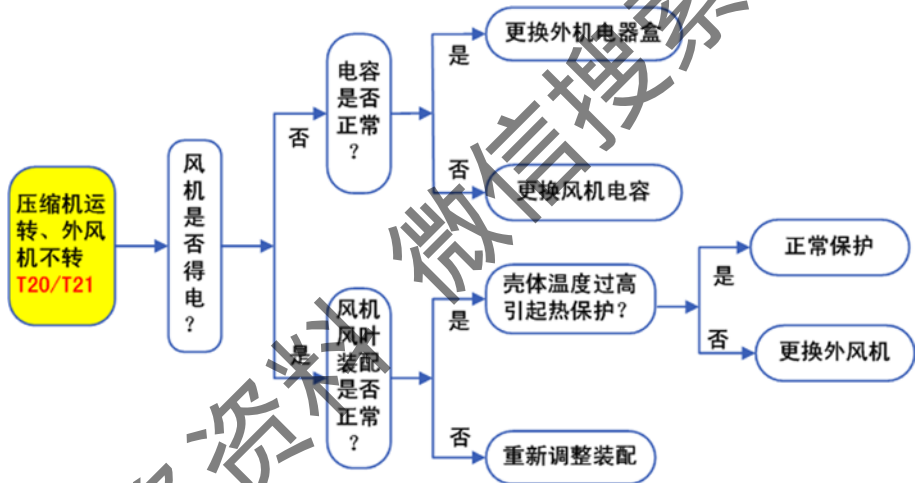 压缩机运
转、外风
机不转
T20/T21
风
机
是
否
得
电
?
否
是
电容
是否
正常
?
是
更换外机电器盒
否
更换风机电容
风机
风叶
装配
是否
正常
?
是
壳体温度过高
引起热保护?
是
正常保护
否
更换外风机
否
重新调整装配
资料 微信搜索